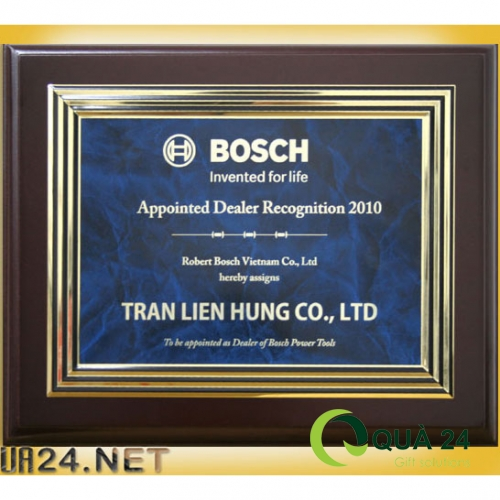 BOSCH
Invented for life
Appointed Dealer Recognition 2010
Robert Bosch Vietnam Co., Ltd
hereby assigns
TRAN LIEN HUNG CO., LTD
To be appointed as Dealer of Bosch Power Tools
QUÀ 24
Gift solutions
UA24.NET